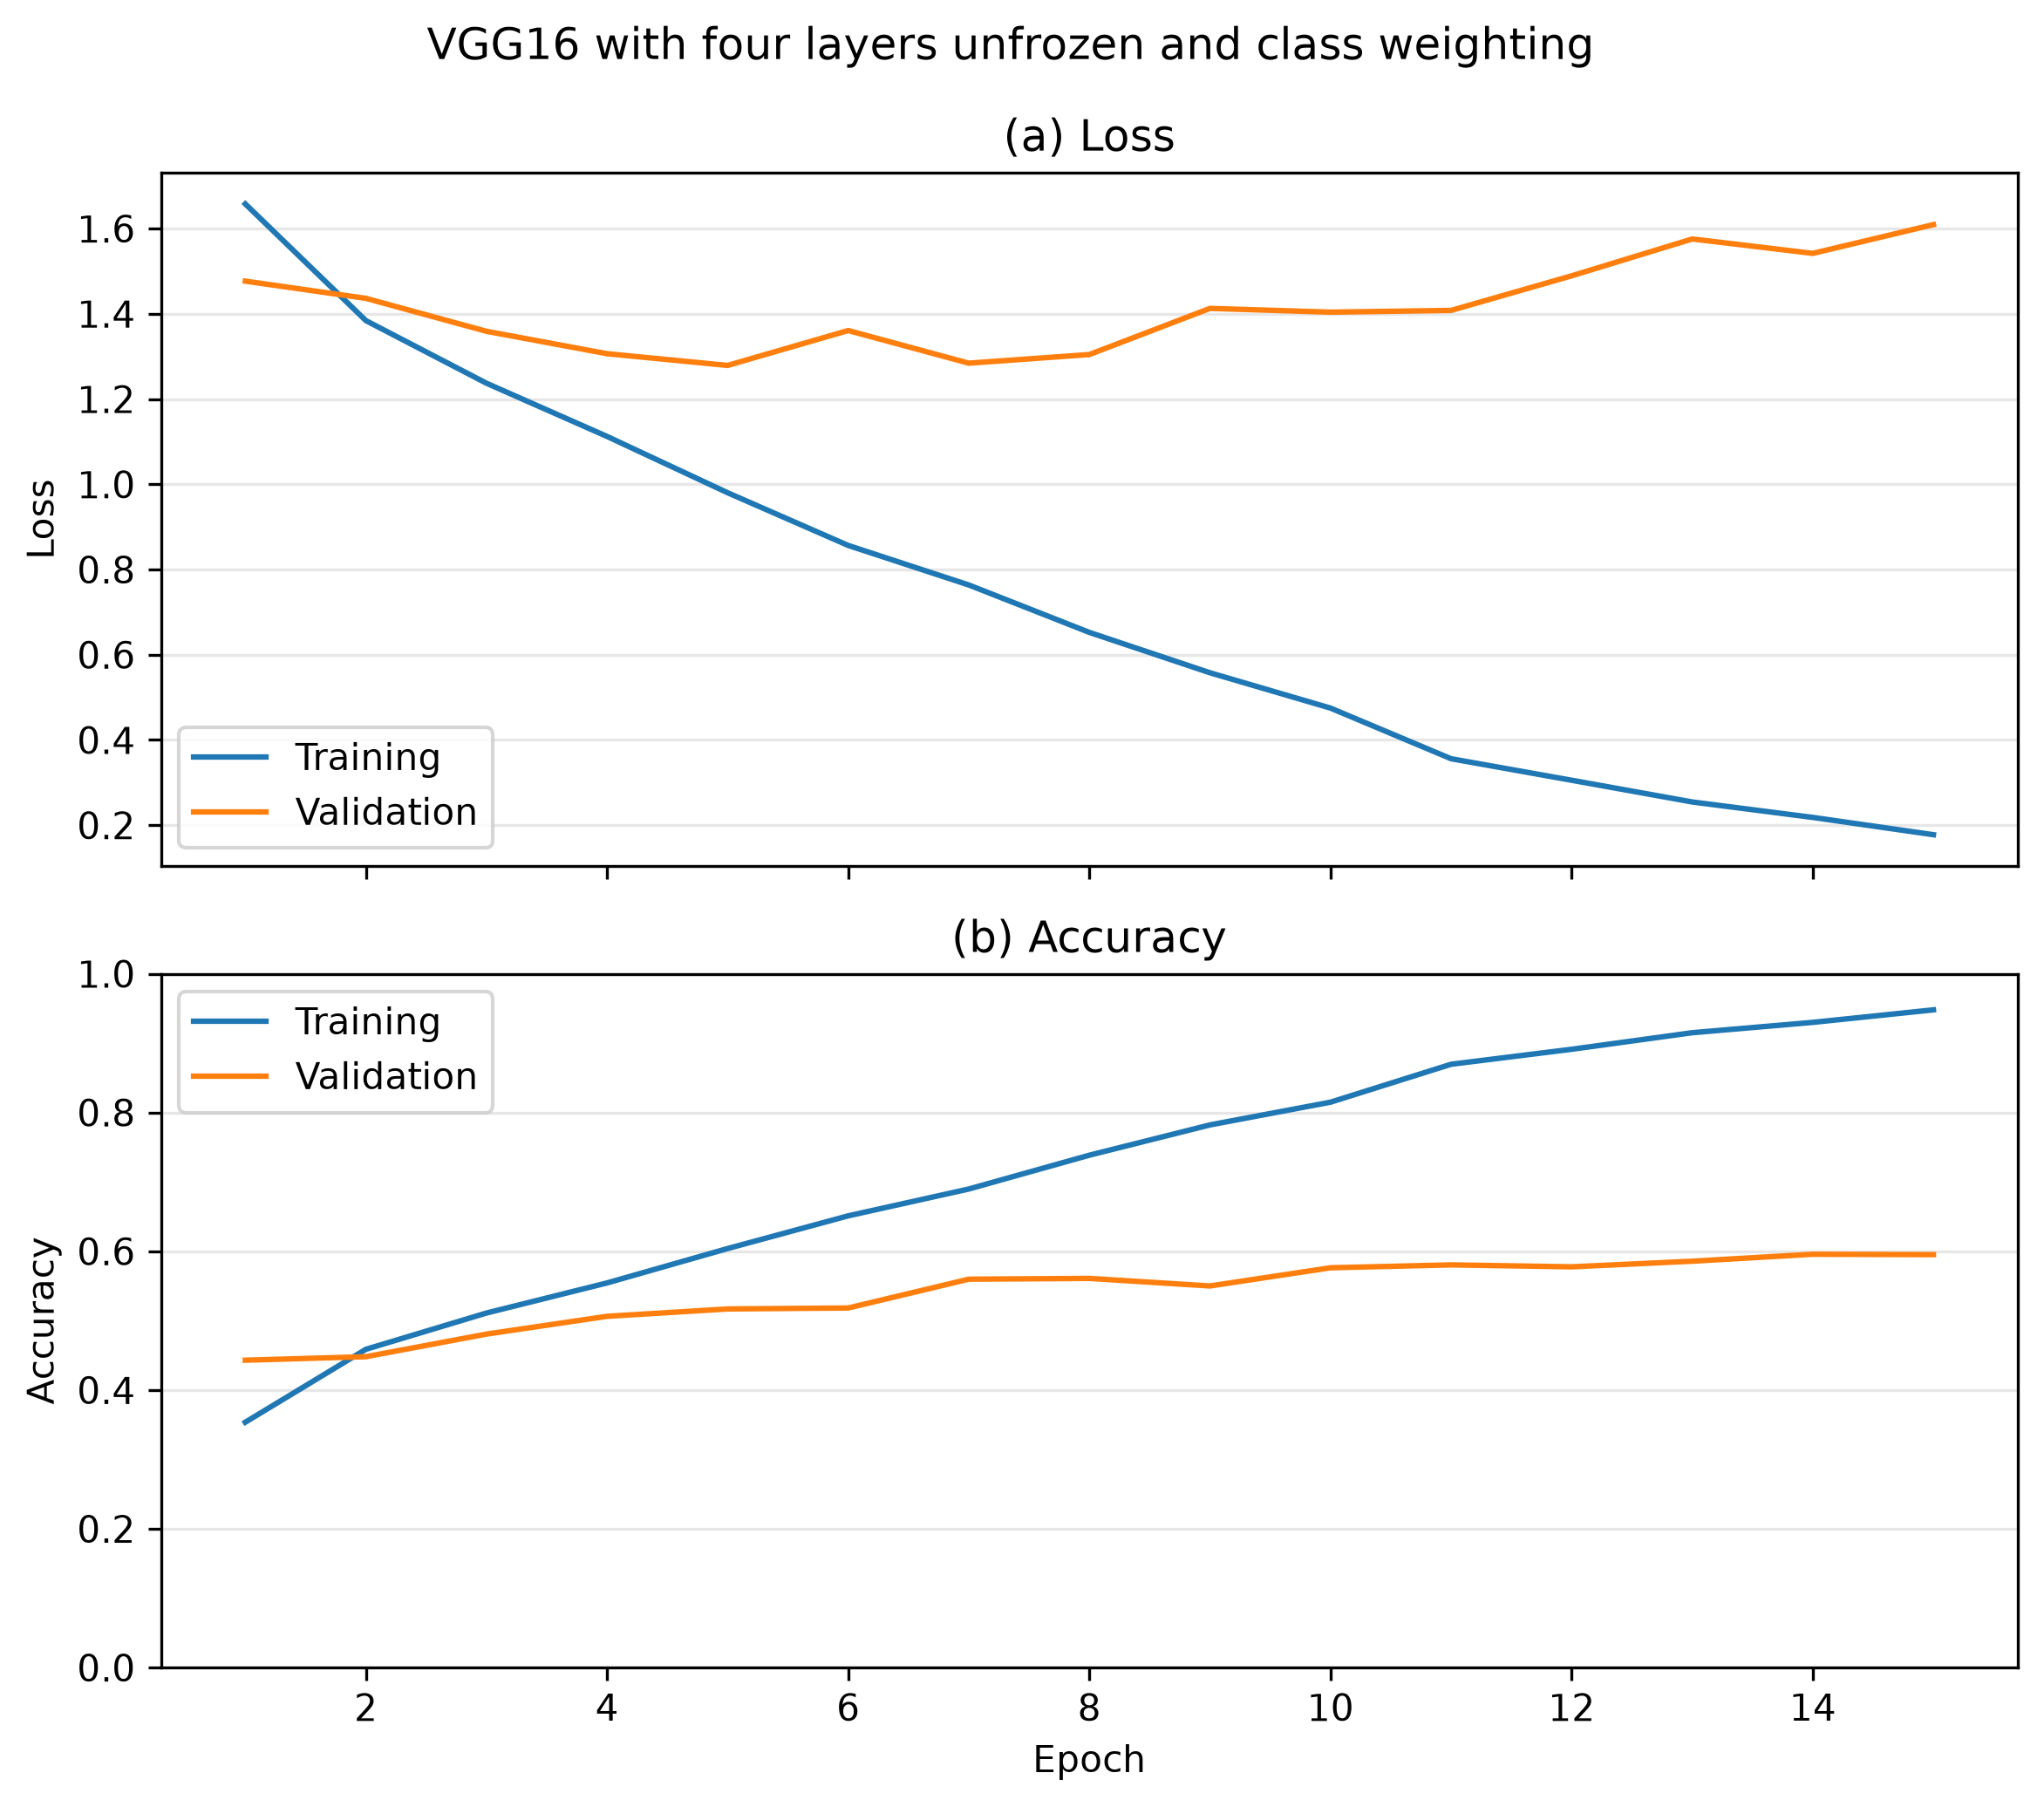 VGG16 with four layers unfrozen and class weighting
(a) Loss
1.6
1.4
1.2
1.0
0.8
0.6
0.4
0.2
Loss
Training
Validation
(b) Accuracy
1.0
0.8
0.6
0.4
0.2
0.0
Accuracy
Training
Validation
2 4 6 8 10 12 14
Epoch